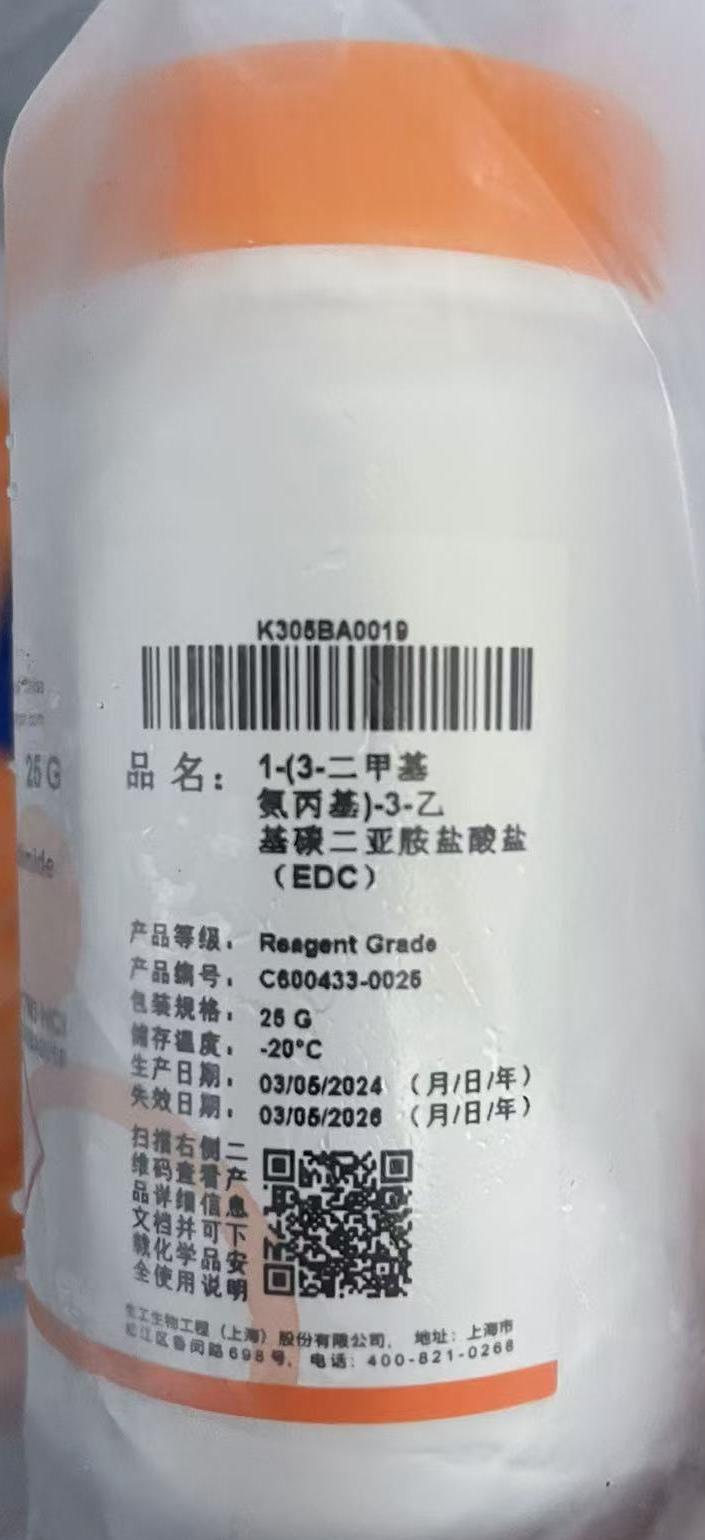 K305BA0019
品 名： 1-(3-二甲基
氨丙基)-3-乙
基碳二亚胺盐酸盐
（EDC）
产品等级： Reagent Grade
产品编号： C600433-0025
包装规格： 25 G
储存温度： -20°C
生产日期： 03/05/2024 （月/日/年）
失效日期： 03/05/2026 （月/日/年）
扫描右侧二
维码查看产
品详细信息
文档并可下
载化学品安
全使用说明
生工生物工程（上海）股份有限公司， 地址：上海市
松江区香闵路698号，电话：400-821-0268
25 G
imide
HCl